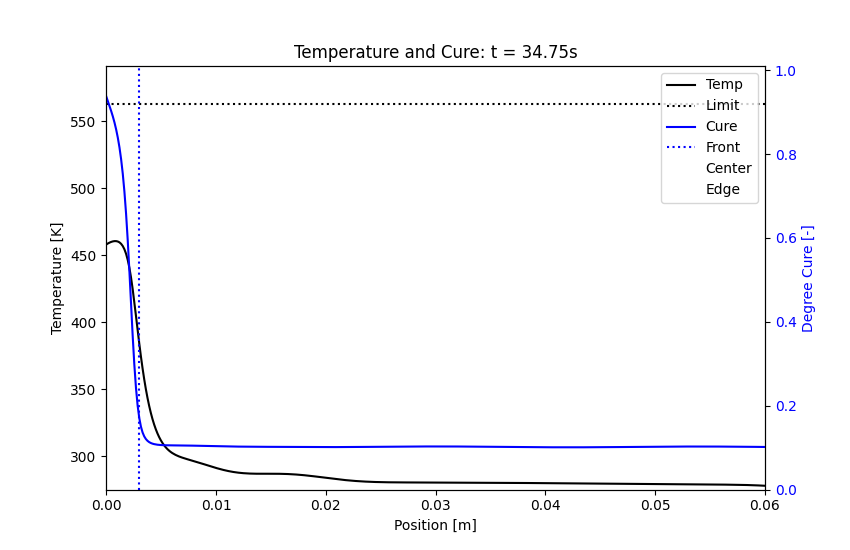 Temperature and Cure: t = 34.75s
Temp
Limit
Cure
Front
Center
Edge
Temperature [K]
550
500
450
400
350
300
Degree Cure [-]
1.0
0.8
0.6
0.4
0.2
0.0
0.00 0.01 0.02 0.03 0.04 0.05 0.06
Position [m]